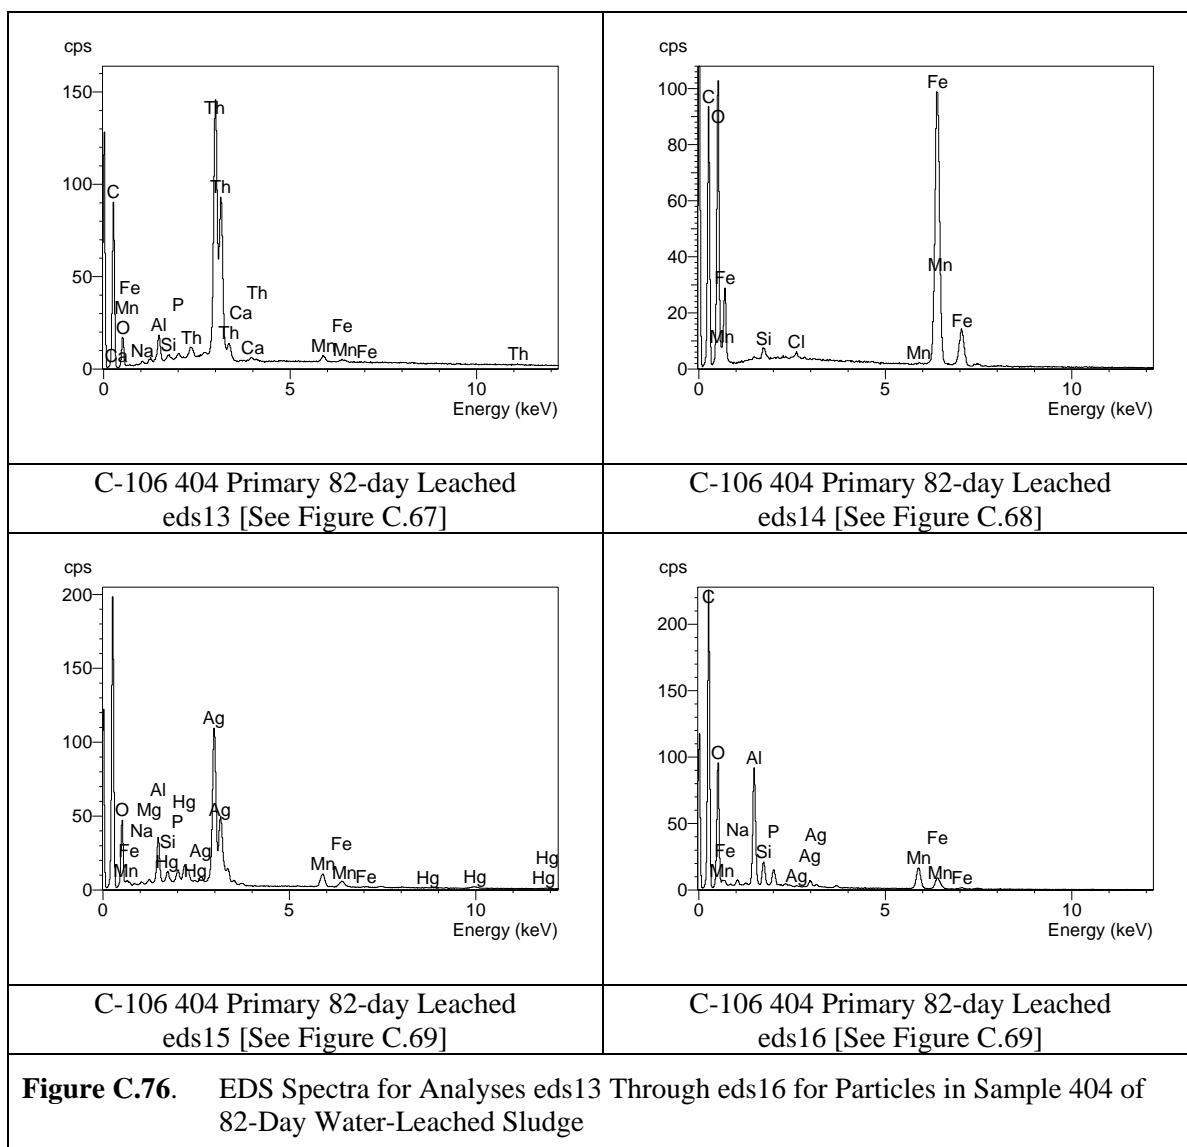 cps
150
100
50
0
Th
Th
C
Fe
Mn
O
Ca
Na
Al
P
Si
Th
Th
Ca
Th
Ca
Fe
Mn
Mn
Fe
Th
0 5 10
Energy (keV)
cps
100
80
60
40
20
0
C
O
Fe
Mn
Si
Cl
Fe
Mn
Mn
Fe
0 5 10
Energy (keV)
C-106 404 Primary 82-day Leached
eds13 [See Figure C.67]
C-106 404 Primary 82-day Leached
eds14 [See Figure C.68]
cps
200
150
100
50
0
O
Fe
Mn
Na
Mg
Al
Si
Hg
P
Hg
Hg
Ag
Ag
Ag
Mn
Fe
Mn
Fe
Hg
Hg
Hg
Hg
0 5 10
Energy (keV)
cps
200
150
100
50
0
C
O
Fe
Mn
Na
Al
Si
P
Ag
Ag
Ag
Mn
Fe
Mn
Fe
0 5 10
Energy (keV)
C-106 404 Primary 82-day Leached
eds15 [See Figure C.69]
C-106 404 Primary 82-day Leached
eds16 [See Figure C.69]
Figure C.76. EDS Spectra for Analyses eds13 Through eds16 for Particles in Sample 404 of
82-Day Water-Leached Sludge